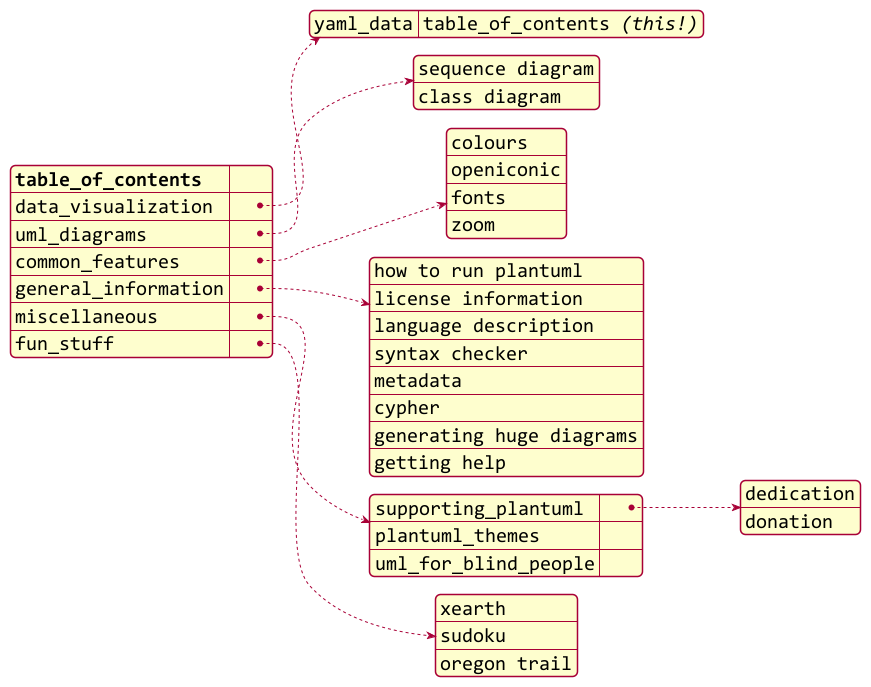 yaml_data table_of_contents (this!)
sequence diagram
class diagram
colours
openiconic
fonts
zoom
table_of_contents
data_visualization
uml_diagrams
common_features
general_information
miscellaneous
fun_stuff
how to run plantuml
license information
language description
syntax checker
metadata
cypher
generating huge diagrams
getting help
supporting_plantuml
plantuml_themes
uml_for_blind_people
dedication
donation
xearth
sudoku
oregon trail